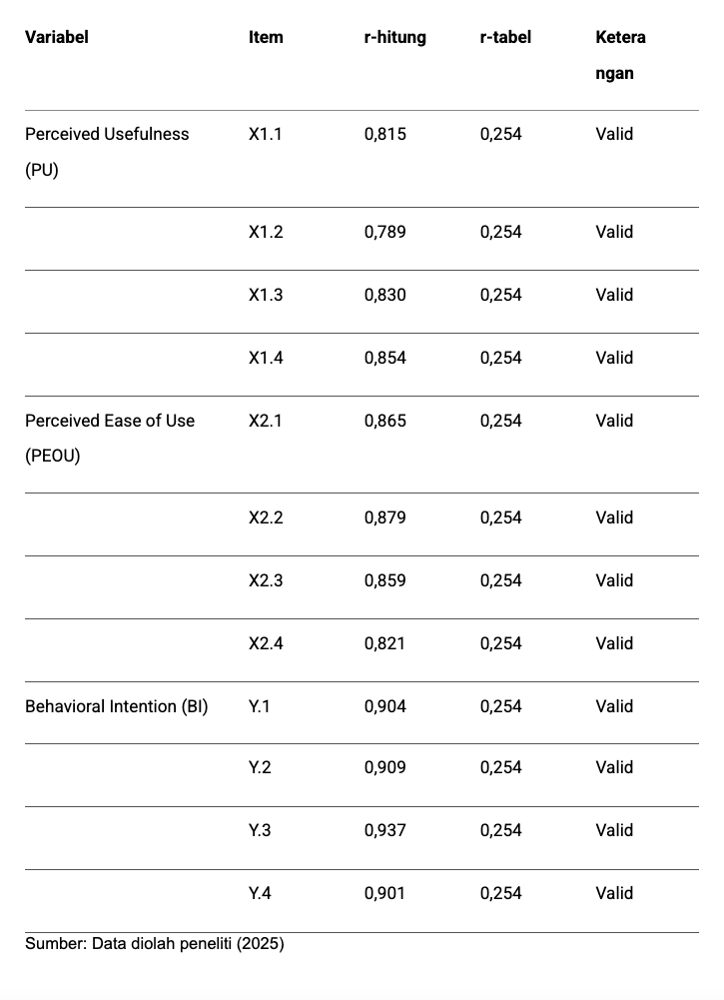 Variabel Item r-hitung r-tabel Ketera
ngan
Perceived Usefulness X1.1 0,815 0,254 Valid
(PU)
X1.2 0,789 0,254 Valid
X1.3 0,830 0,254 Valid
X1.4 0,854 0,254 Valid
Perceived Ease of Use X2.1 0,865 0,254 Valid
(PEOU)
X2.2 0,879 0,254 Valid
X2.3 0,859 0,254 Valid
X2.4 0,821 0,254 Valid
Behavioral Intention (BI) Y.1 0,904 0,254 Valid
Y.2 0,909 0,254 Valid
Y.3 0,937 0,254 Valid
Y.4 0,901 0,254 Valid
Sumber: Data diolah peneliti (2025)